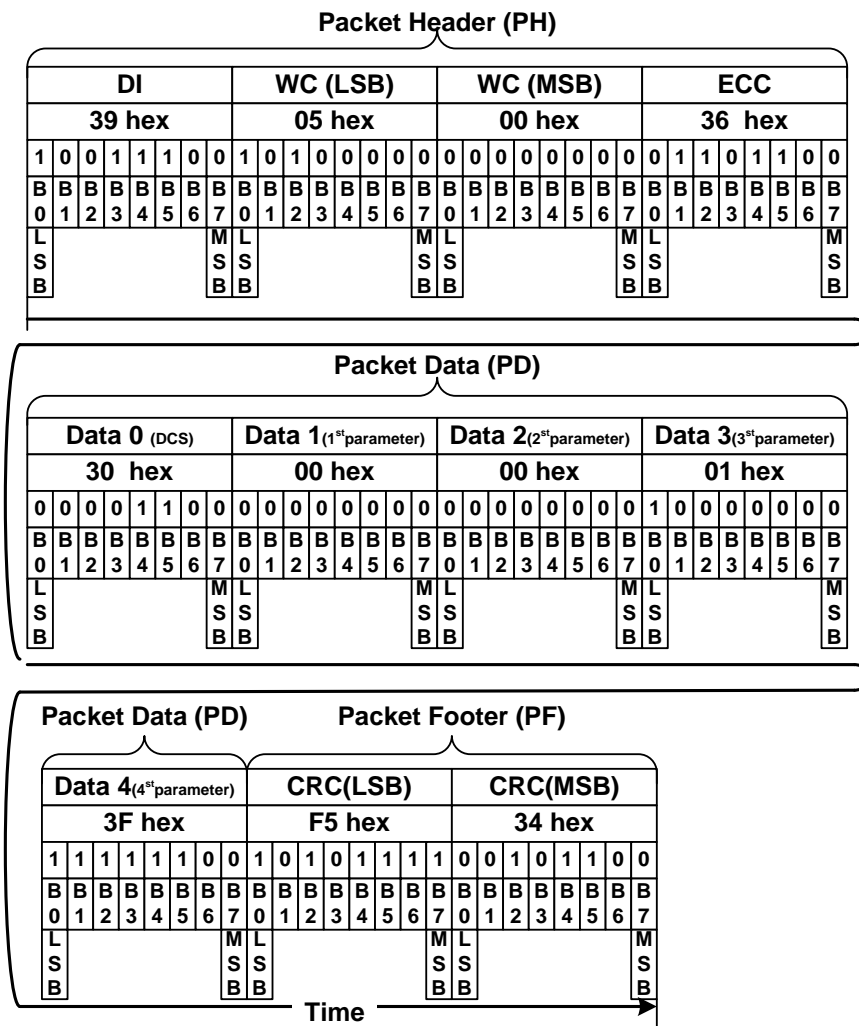 Packet Header (PH)
DI WC (LSB) WC (MSB) ECC
39 hex 05 hex 00 hex 36 hex
1 0 0 1 1 1 0 0 1 0 1 0 0 0 0 0 0 0 0 0 0 0 0 0 0 1 1 0 1 1 0 0
B0 B1 B2 B3 B4 B5 B6 B7 B0 B1 B2 B3 B4 B5 B6 B7 B0 B1 B2 B3 B4 B5 B6 B7 B0 B1 B2 B3 B4 B5 B6 B7
LSB MSB LSB MSB LSB MSB LSB MSB
Packet Data (PD)
Data 0 (DCS) Data 1(1st parameter) Data 2(2st parameter) Data 3(3st parameter)
30 hex 00 hex 00 hex 01 hex
0 0 0 0 1 1 0 0 0 0 0 0 0 0 0 0 0 0 0 0 0 0 0 0 1 0 0 0 0 0 0 0
B0 B1 B2 B3 B4 B5 B6 B7 B0 B1 B2 B3 B4 B5 B6 B7 B0 B1 B2 B3 B4 B5 B6 B7 B0 B1 B2 B3 B4 B5 B6 B7
LSB MSB LSB MSB LSB MSB LSB MSB
Packet Data (PD) Packet Footer (PF)
Data 4(4st parameter) CRC(LSB) CRC(MSB)
3F hex F5 hex 34 hex
1 1 1 1 1 1 0 0 1 0 1 0 1 1 1 1 0 0 1 0 1 1 0 0
B0 B1 B2 B3 B4 B5 B6 B7 B0 B1 B2 B3 B4 B5 B6 B7 B0 B1 B2 B3 B4 B5 B6 B7
LSB MSB LSB MSB LSB MSB
Time